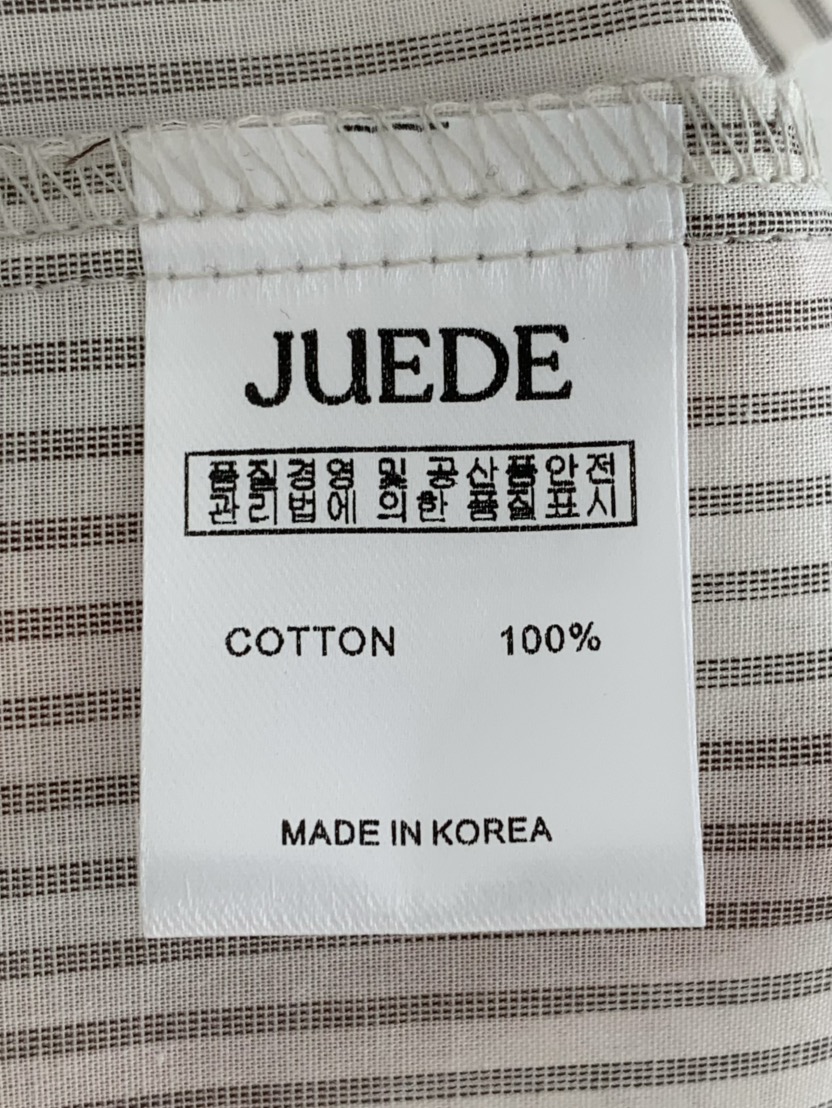 JUEDE
품질경영 및 공산품안전
관리법에 의한 품질표시
COTTON 100%
MADE IN KOREA